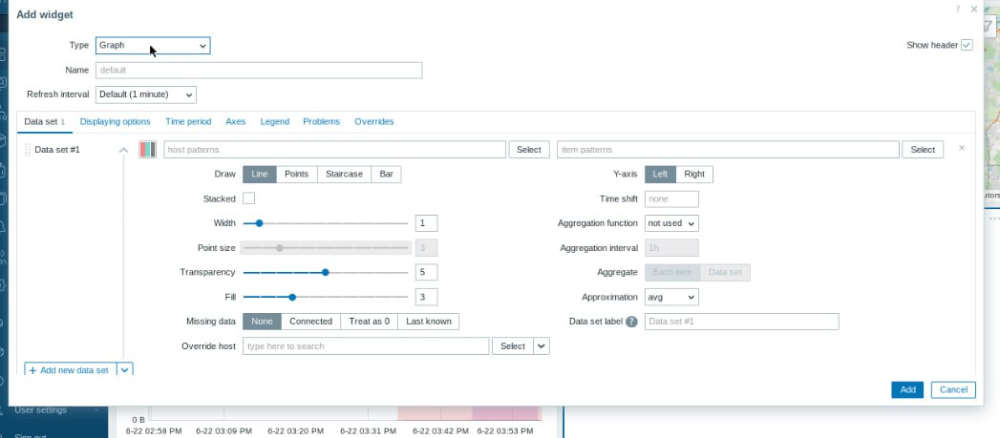 Add widget
?
Type Graph Show header
Name default
Refresh interval Default (1 minute)
Data set 1 Displaying options Time period Axes Legend Problems Overrides
Data set #1 host patterns Select item patterns Select
Draw Line Points Staircase Bar Y-axis Left Right
Stacked Time shift none
Width 1 Aggregation function not used
Point size 3 Aggregation interval 1h
Transparency 5 Aggregate Each item Data set
Fill 3 Approximation avg
Missing data None Connected Treat as 0 Last known Data set label ? Data set #1
Override host type here to search Select
+ Add new data set
Add Cancel
User settings
0 B
6-22 02:58 PM 6-22 03:09 PM 6-22 03:20 PM 6-22 03:31 PM 6-22 03:42 PM 6-22 03:53 PM
Sign out